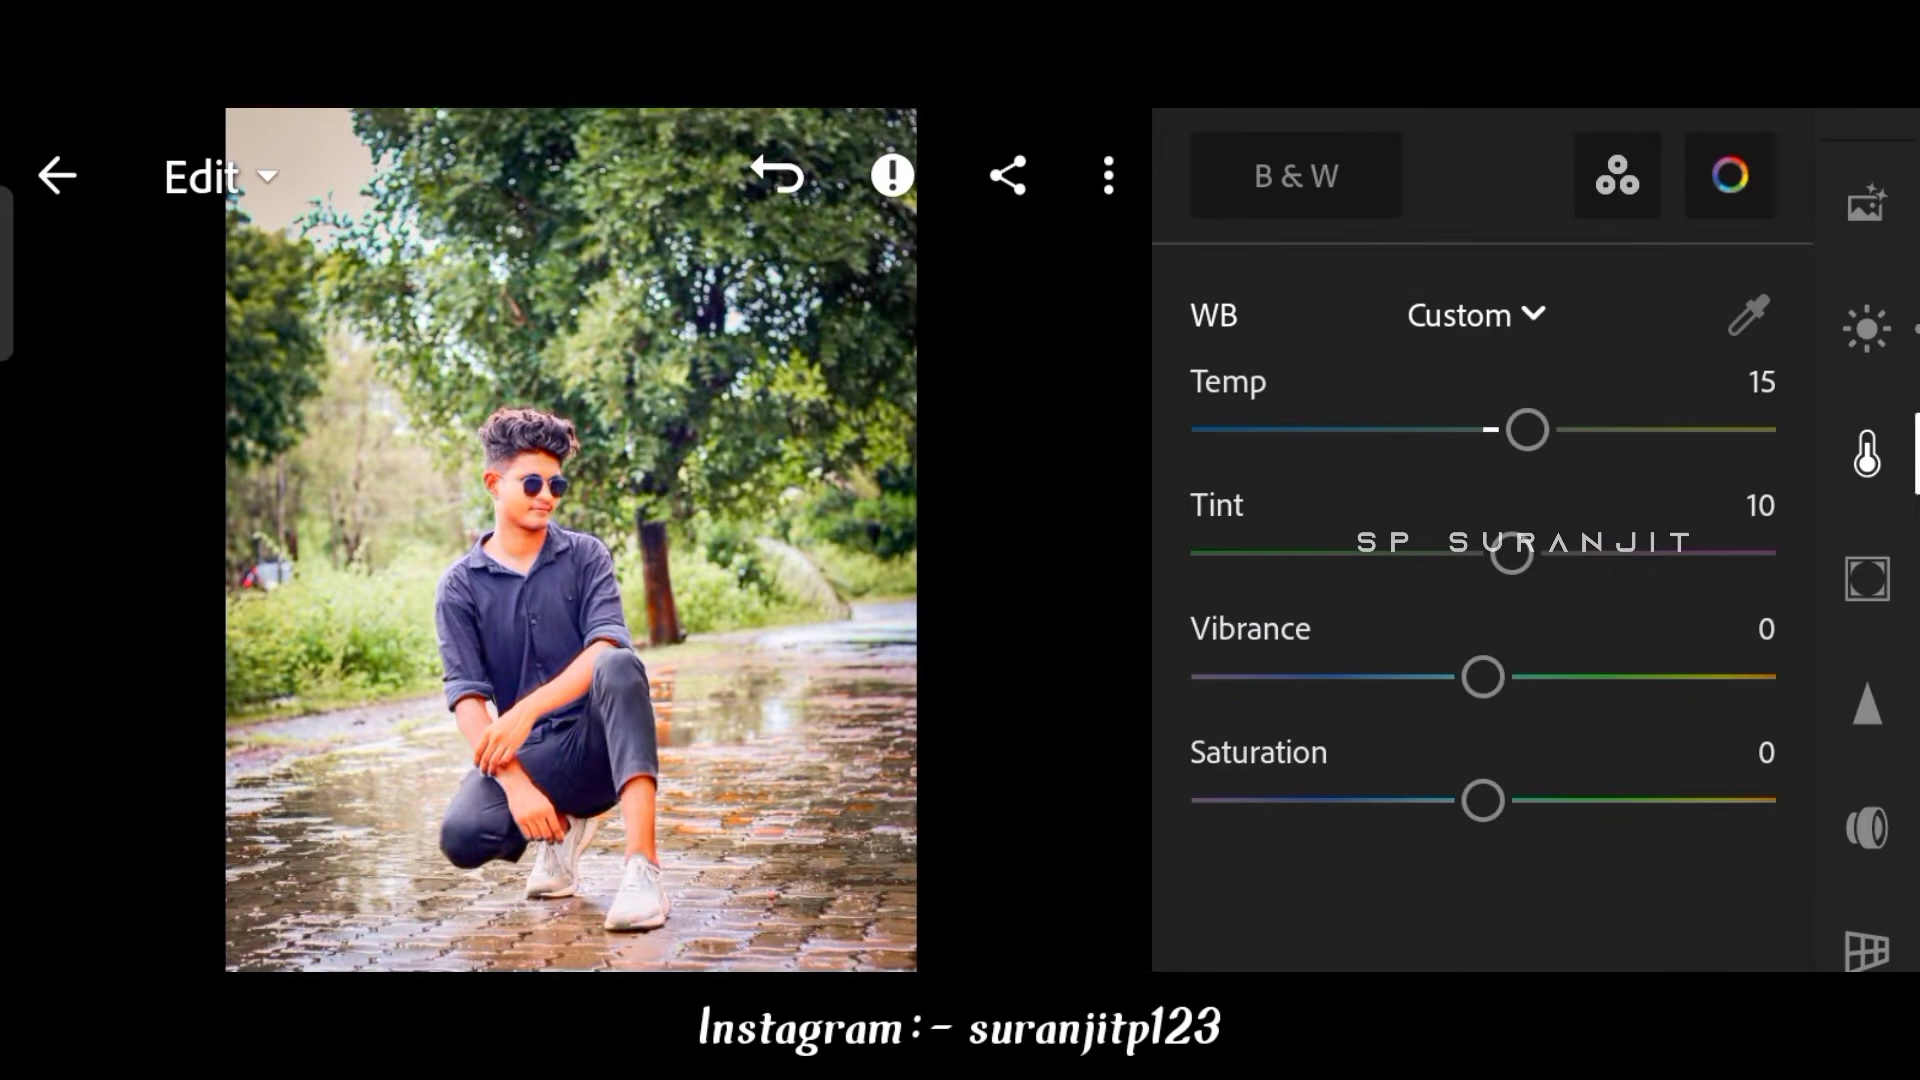 Edit
B & W
WB Custom
Temp 15
Tint 10
SP SURANJIT
Vibrance 0
Saturation 0
Instagram:- suranjitp123